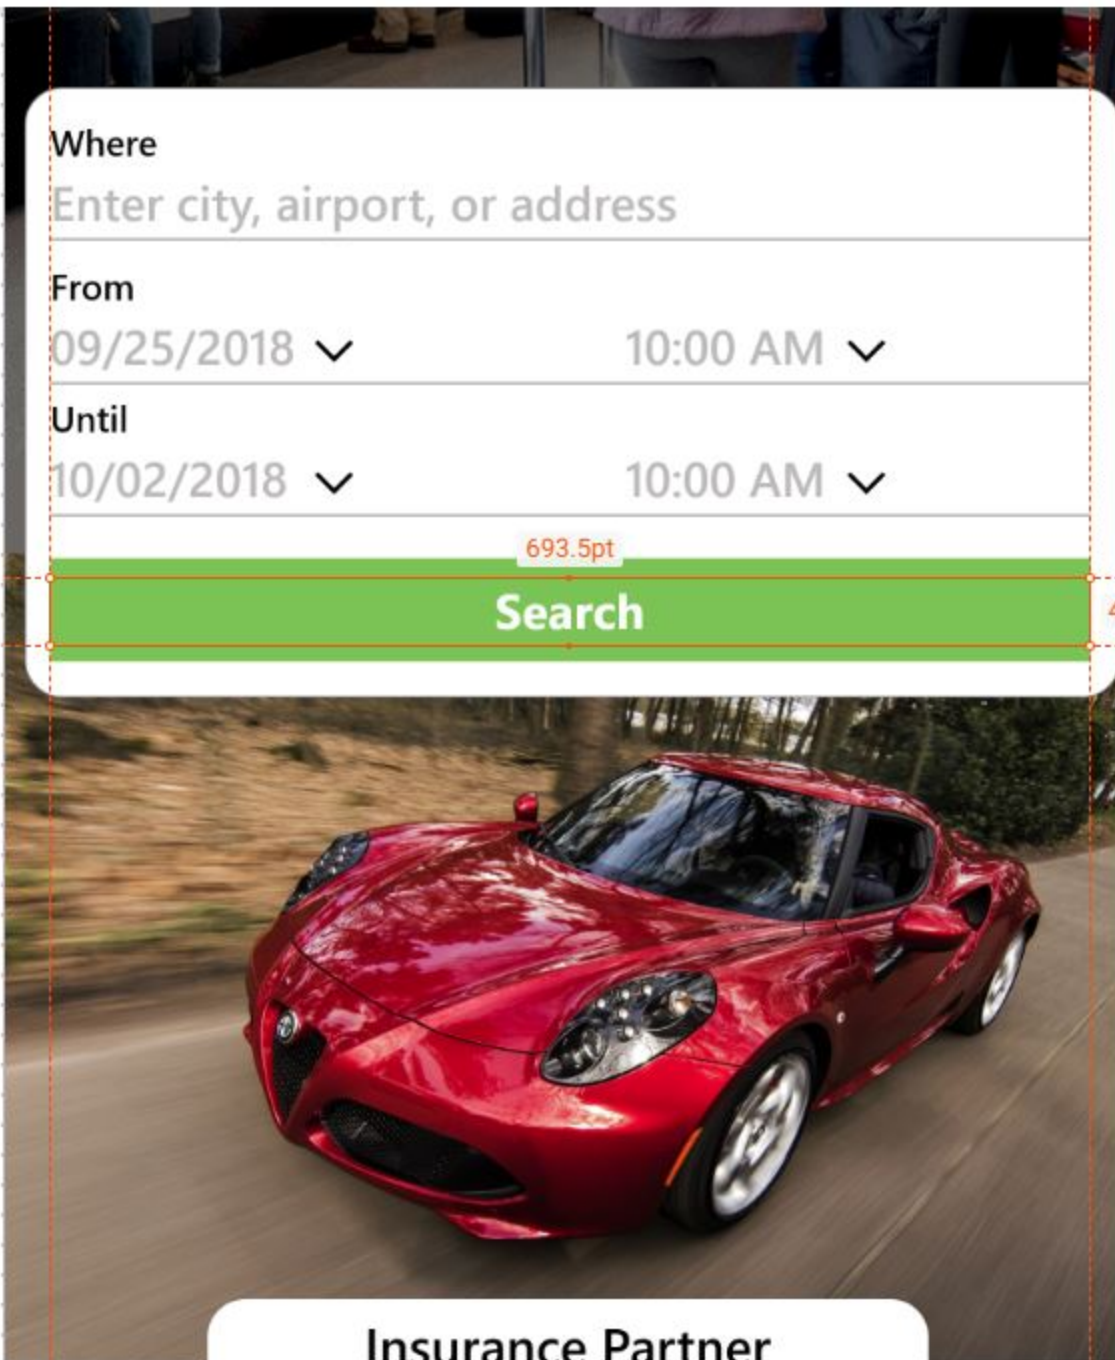 Where
Enter city, airport, or address
From
09/25/2018 10:00 AM
Until
10/02/2018 10:00 AM
693.5pt
Search
Insurance Partner